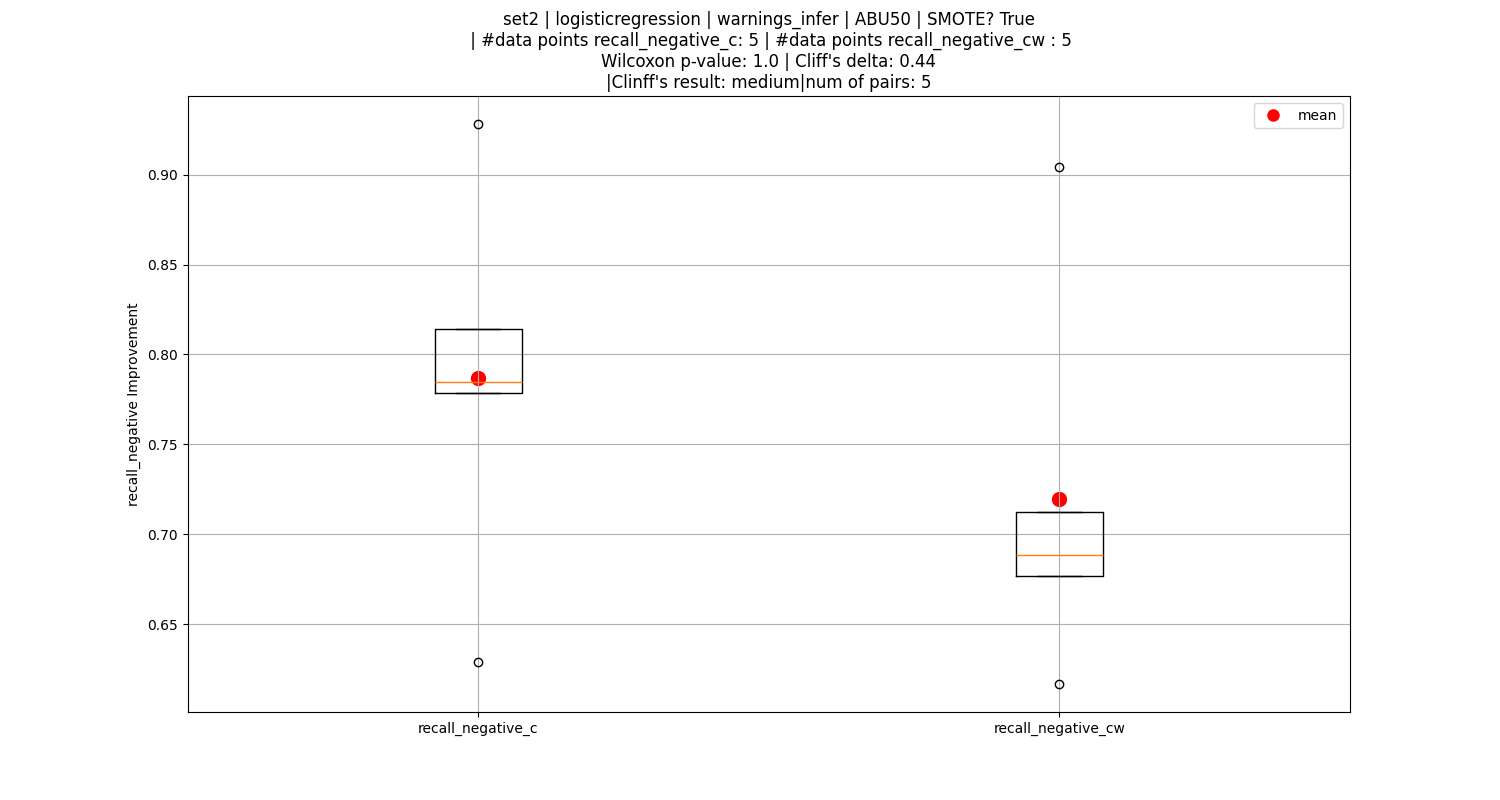 set2 | logisticregression | warnings_infer | ABU50 | SMOTE? True
| #data points recall_negative_c: 5 | #data points recall_negative_cw : 5
Wilcoxon p-value: 1.0 | Cliff's delta: 0.44
|Clinff's result: medium|num of pairs: 5
mean
0.90
0.85
0.80
0.75
0.70
0.65
recall_negative Improvement
recall_negative_c
recall_negative_cw